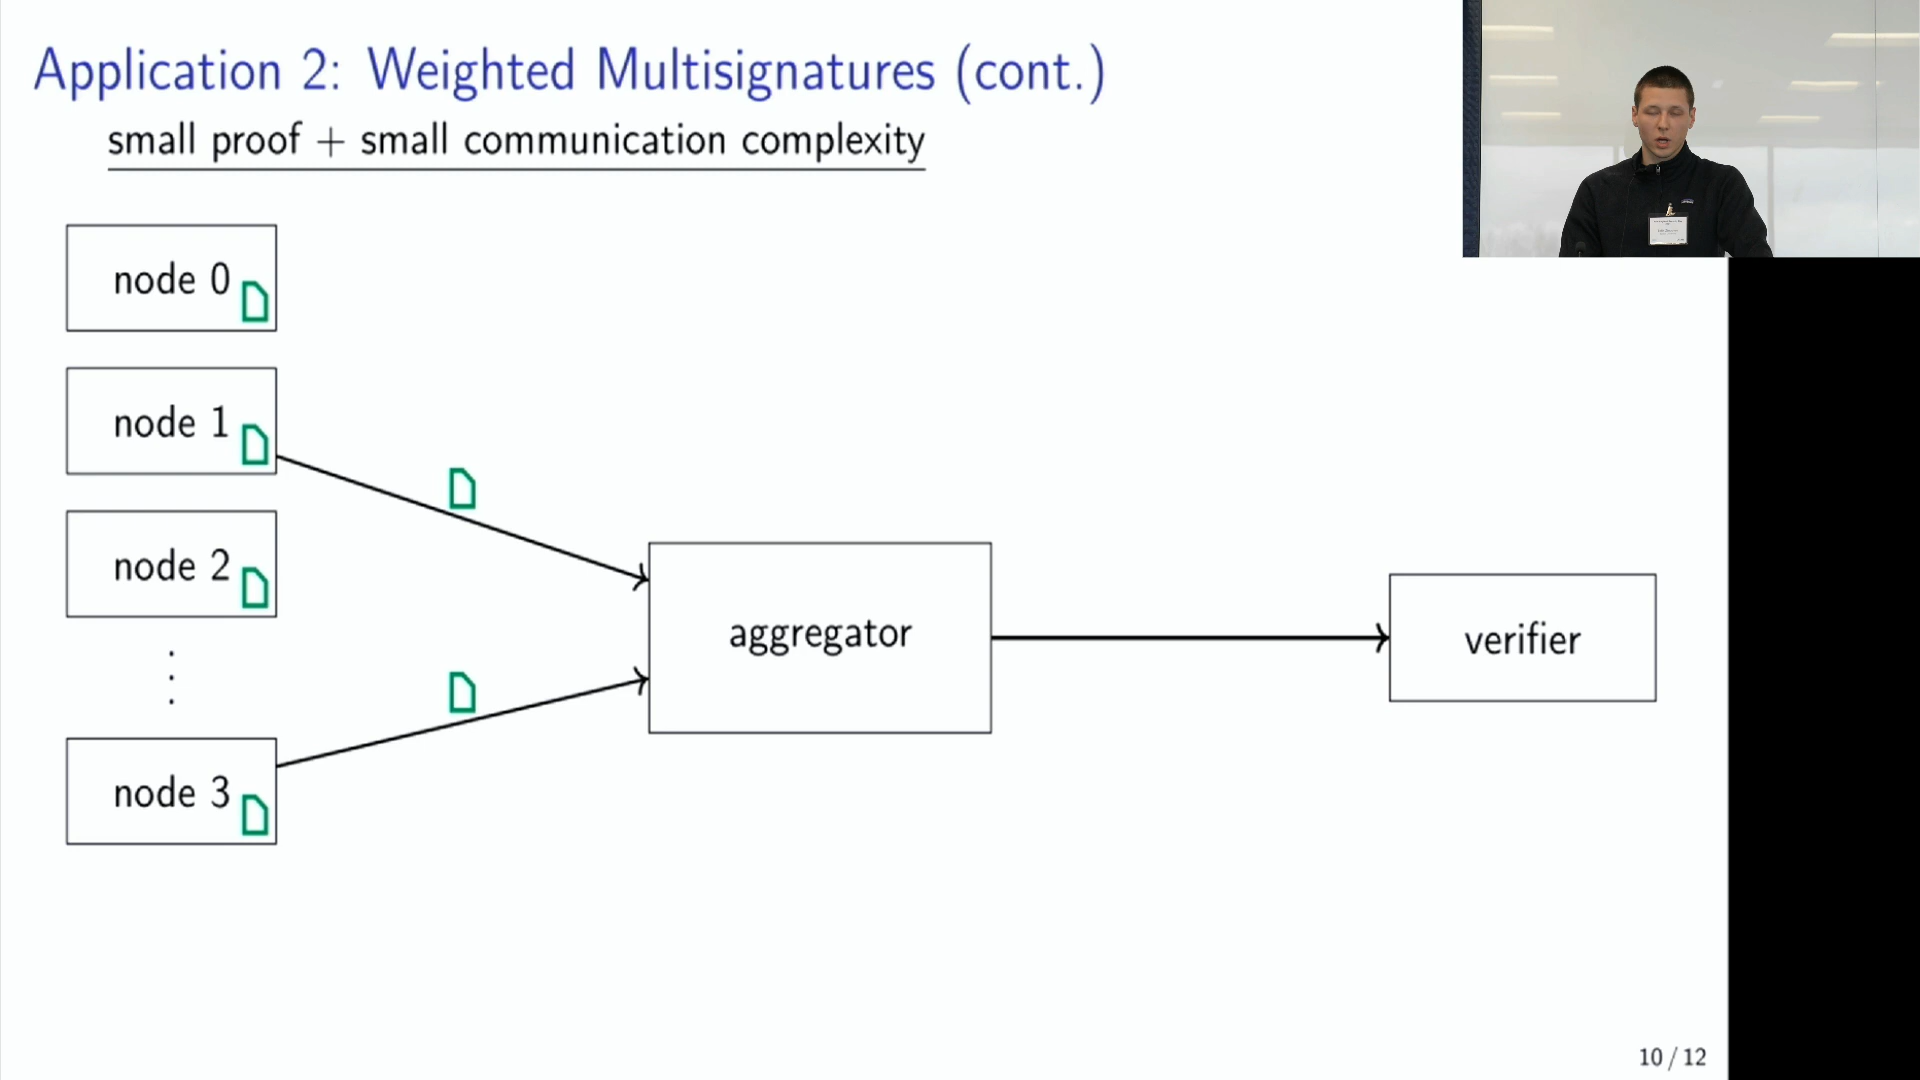 Application 2: Weighted Multisignatures (cont.)
small proof + small communication complexity
node 0
node 1
node 2
node 3
aggregator
verifier
10 / 12